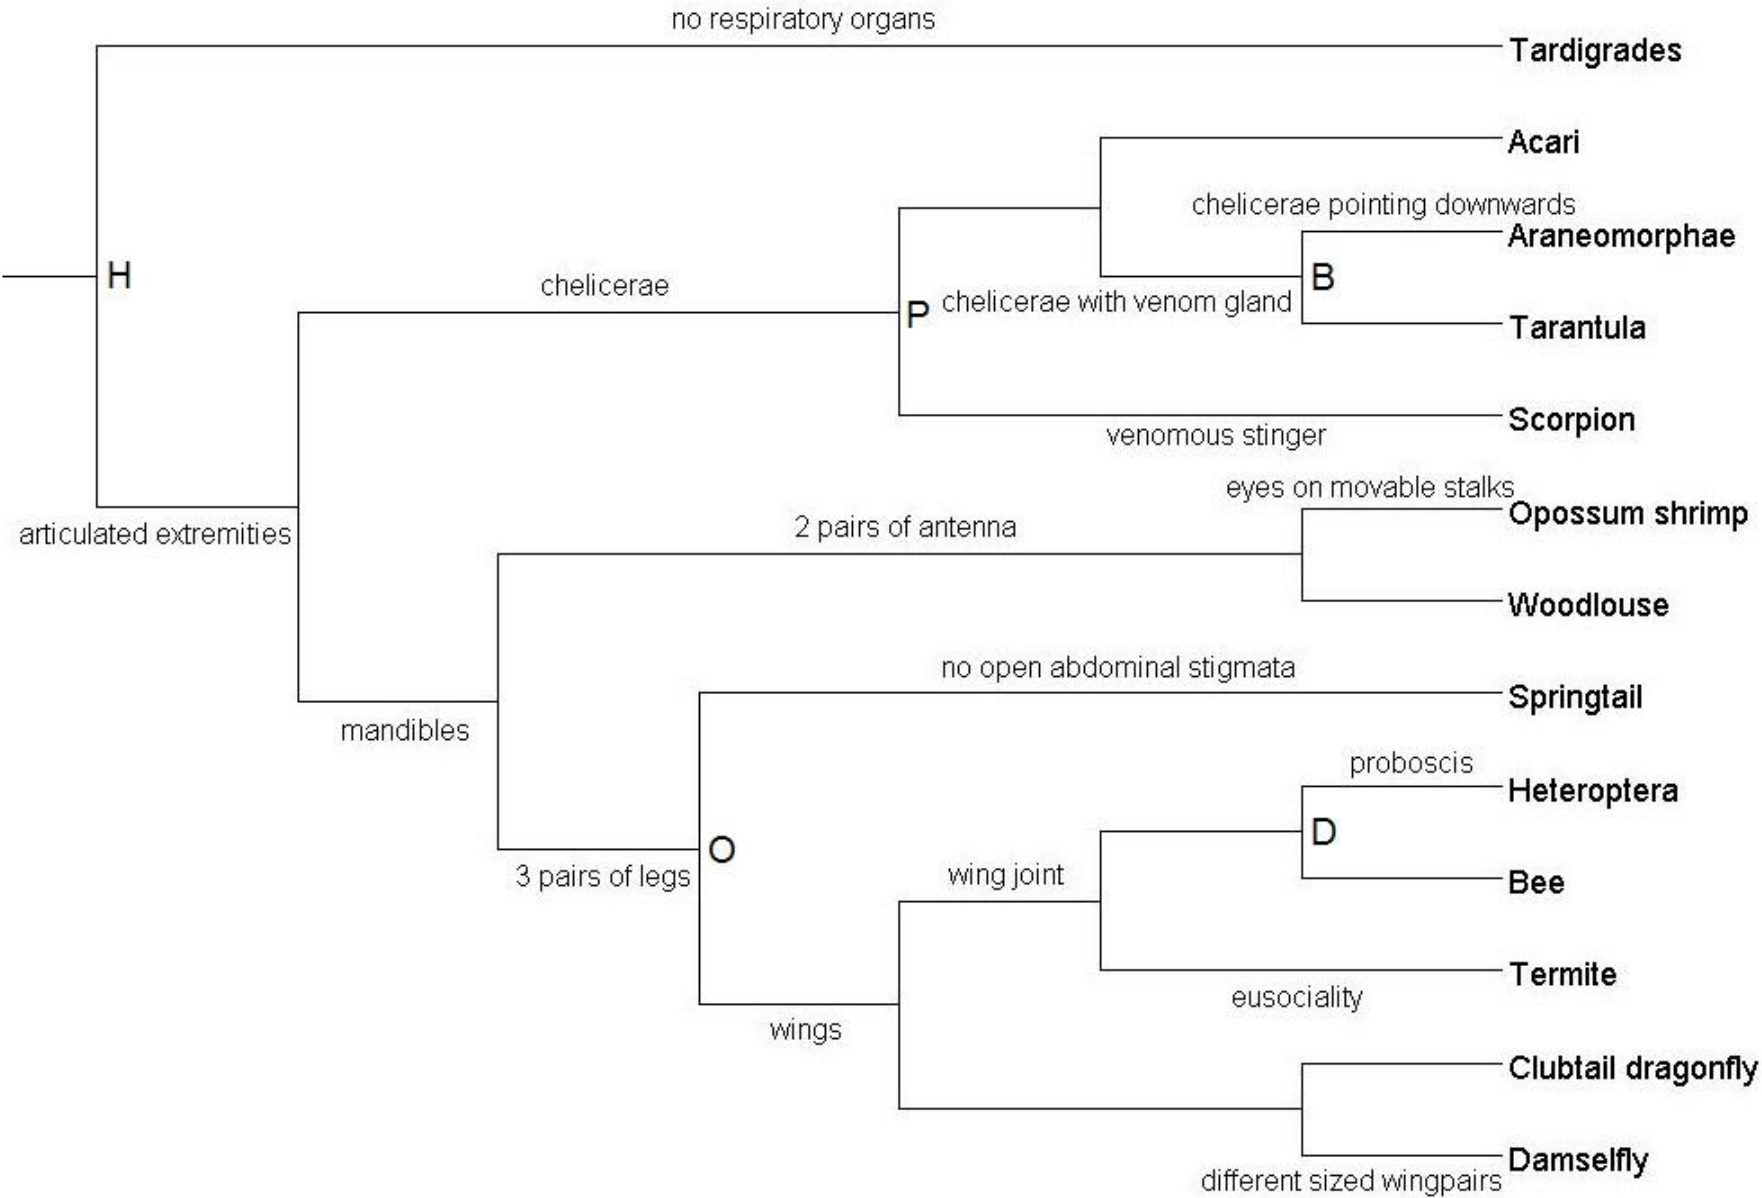 no respiratory organs
Tardigrades
Acari
chelicerae pointing downwards
Araneomorphae
H
B
chelicerae
chelicerae with venom gland
P
Tarantula
Scorpion
venomous stinger
eyes on movable stalks
Opossum shrimp
2 pairs of antenna
articulated extremities
Woodlouse
no open abdominal stigmata
Springtail
mandibles
proboscis
Heteroptera
D
O
3 pairs of legs
wing joint
Bee
Termite
eusociality
wings
Clubtail dragonfly
Damselfly
different sized wingpairs